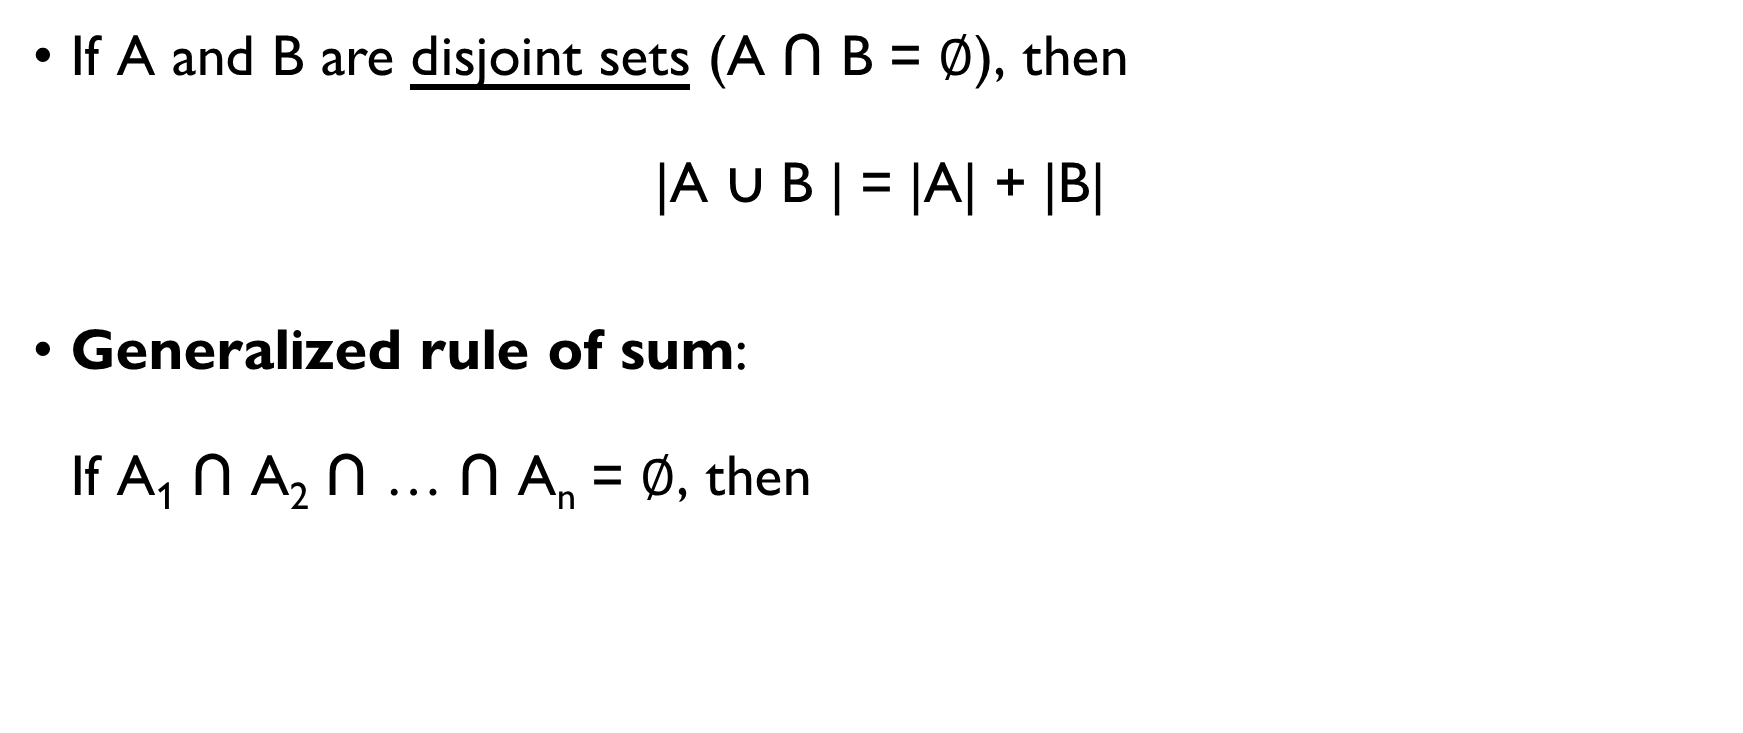 • If A and B are disjoint sets (A ∩ B = ∅), then
|A ∪ B | = |A| + |B|
• Generalized rule of sum:
If A₁ ∩ A₂ ∩ … ∩ Aₙ = ∅, then